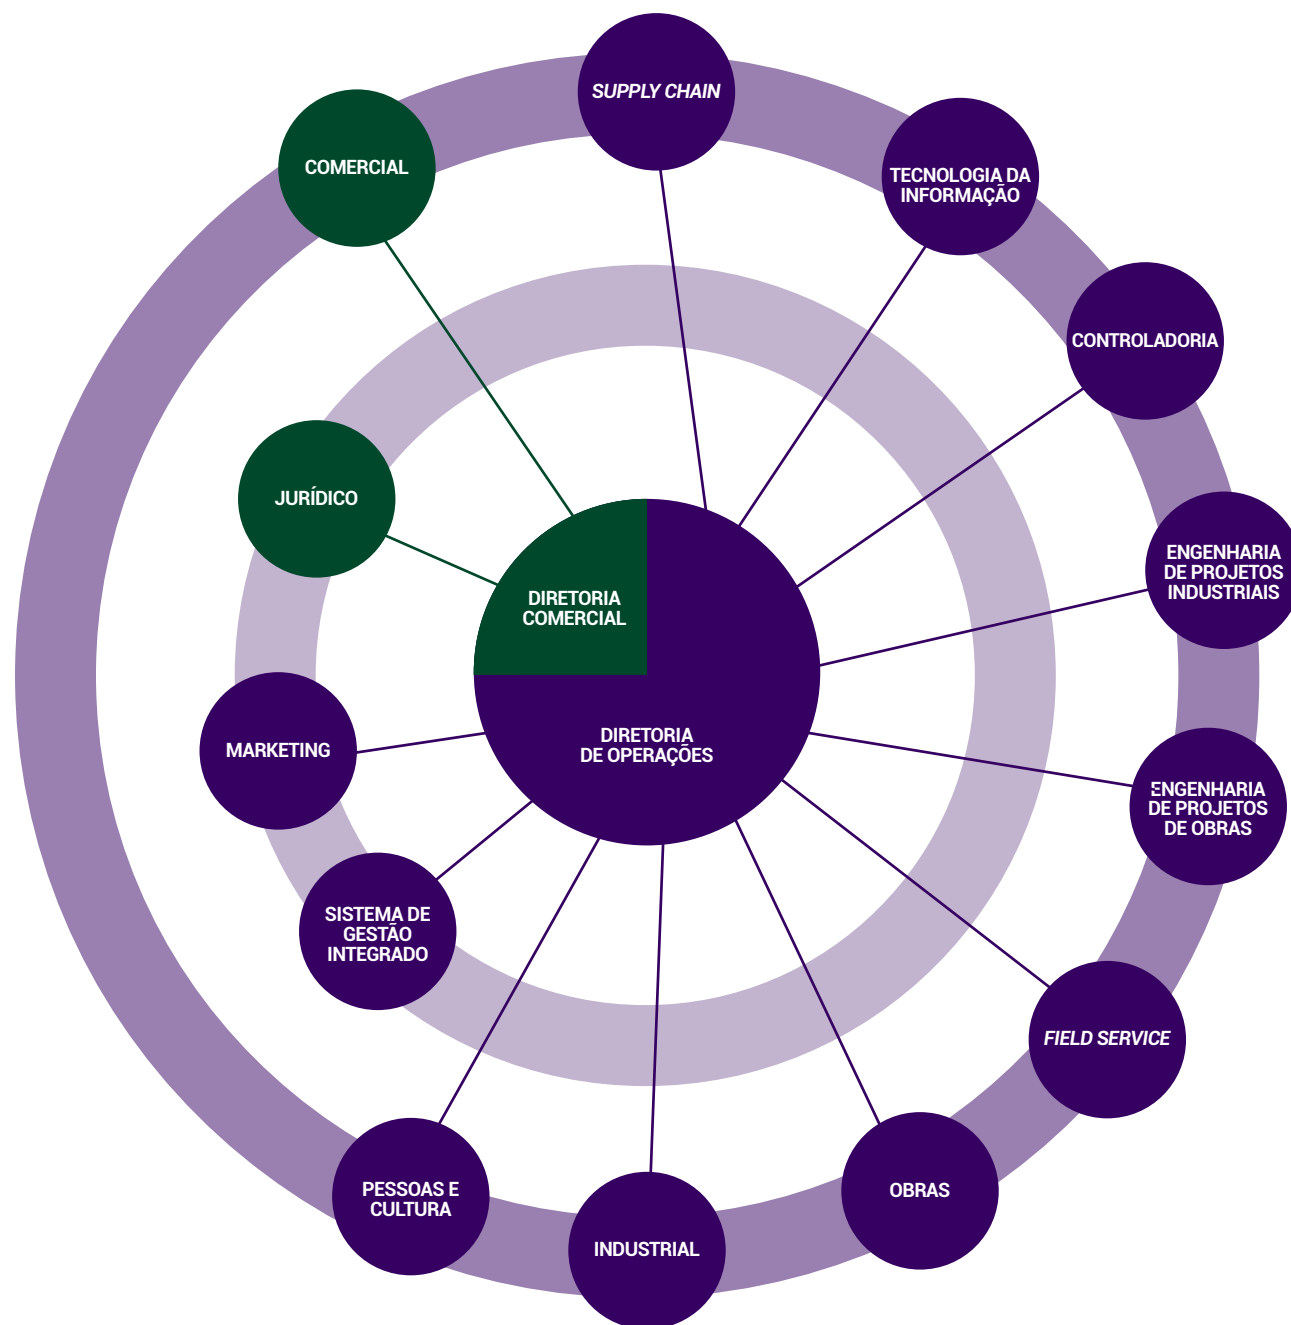 SUPPLY CHAIN
COMERCIAL
TECNOLOGIA DA
INFORMAÇÃO
CONTROLADORIA
JURÍDICO
ENGENHARIA
DE PROJETOS
INDUSTRIAIS
DIRETORIA
COMERCIAL
DIRETORIA
DE OPERAÇÕES
MARKETING
ENGENHARIA
DE PROJETOS
DE OBRAS
SISTEMA DE
GESTÃO
INTEGRADO
FIELD SERVICE
PESSOAS E
CULTURA
OBRAS
INDUSTRIAL